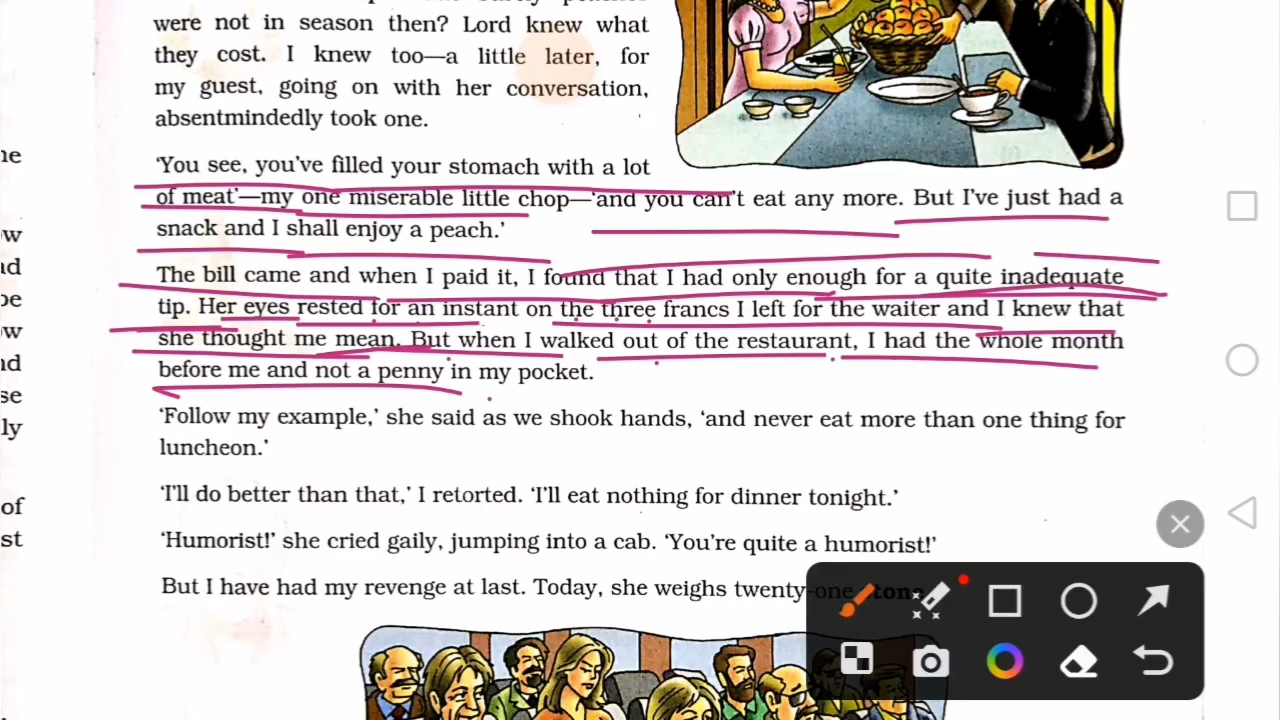 were not in season then? Lord knew what
they cost. I knew too—a little later, for
my guest, going on with her conversation,
absentmindedly took one.
'You see, you've filled your stomach with a lot
of meat'—my one miserable little chop—'and you can't eat any more. But I've just had a
snack and I shall enjoy a peach.'
The bill came and when I paid it, I found that I had only enough for a quite inadequate
tip. Her eyes rested for an instant on the three francs I left for the waiter and I knew that
she thought me mean. But when I walked out of the restaurant, I had the whole month
before me and not a penny in my pocket.
'Follow my example,' she said as we shook hands, 'and never eat more than one thing for
luncheon.'
'I'll do better than that,' I retorted. 'I'll eat nothing for dinner tonight.'
'Humorist!' she cried gaily, jumping into a cab. 'You're quite a humorist!'
But I have had my revenge at last. Today, she weighs twenty-one stone